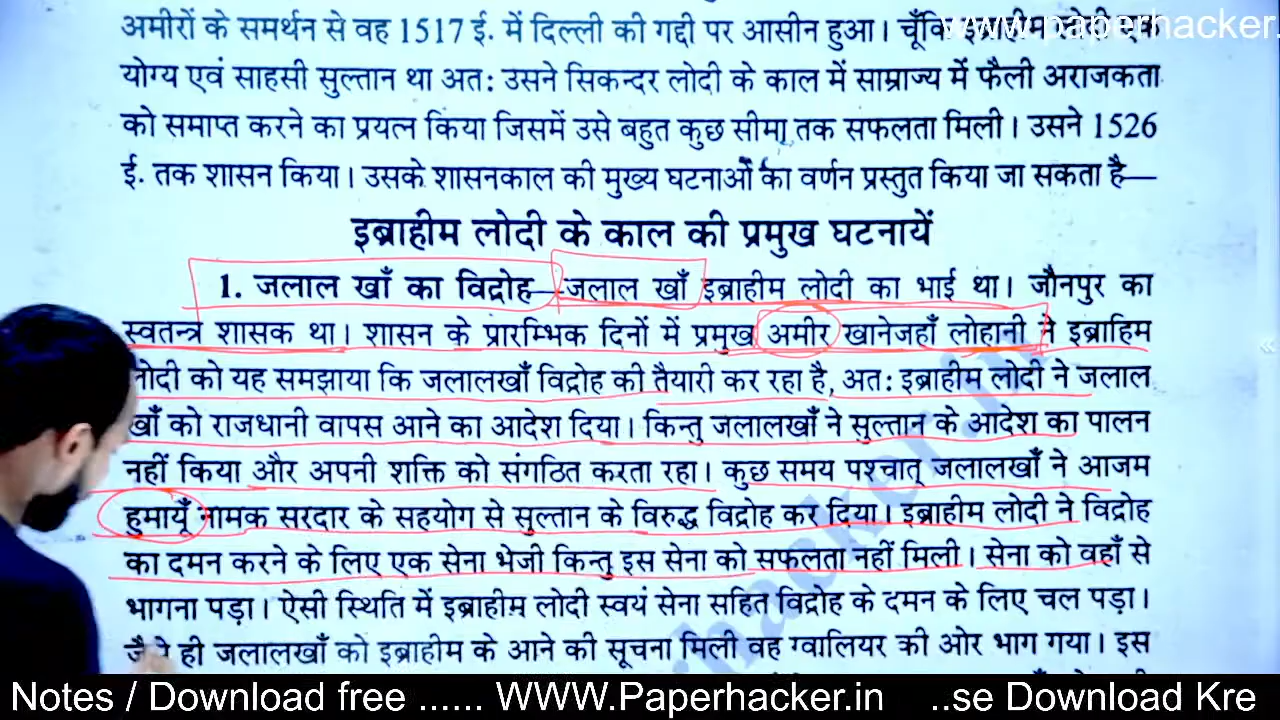 www.paperhacker.
अमीरों के समर्थन से वह 1517 ई. में दिल्ली की गद्दी पर आसीन हुआ। चूँकि इब्राहीम लोदी एक
योग्य एवं साहसी सुल्तान था अत: उसने सिकन्दर लोदी के काल में साम्राज्य में फैली अराजकता
को समाप्त करने का प्रयत्न किया जिसमें उसे बहुत कुछ सीमा तक सफलता मिली। उसने 1526
ई. तक शासन किया। उसके शासनकाल की मुख्य घटनाओं का वर्णन प्रस्तुत किया जा सकता है—
इब्राहीम लोदी के काल की प्रमुख घटनायें
1. जलाल खाँ का विद्रोह—जलाल खाँ इब्राहीम लोदी का भाई था। जौनपुर का
स्वतन्त्र शासक था। शासन के प्रारम्भिक दिनों में प्रमुख अमीर खानेजहाँ लोहानी ने इब्राहिम
लोदी को यह समझाया कि जलालखाँ विद्रोह की तैयारी कर रहा है, अत: इब्राहीम लोदी ने जलाल
खाँ को राजधानी वापस आने का आदेश दिया। किन्तु जलालखाँ ने सुल्तान के आदेश का पालन
नहीं किया और अपनी शक्ति को संगठित करता रहा। कुछ समय पश्चात् जलालखाँ ने आजम
हुमायूँ नामक सरदार के सहयोग से सुल्तान के विरुद्ध विद्रोह कर दिया। इब्राहीम लोदी ने विद्रोह
का दमन करने के लिए एक सेना भेजी किन्तु इस सेना को सफलता नहीं मिली। सेना को वहाँ से
भागना पड़ा। ऐसी स्थिति में इब्राहीम लोदी स्वयं सेना सहित विद्रोह के दमन के लिए चल पड़ा।
जैसे ही जलालखाँ को इब्राहीम के आने की सूचना मिली वह ग्वालियर की ओर भाग गया। इस
Notes / Download free ...... WWW.Paperhacker.in ..se Download Kre